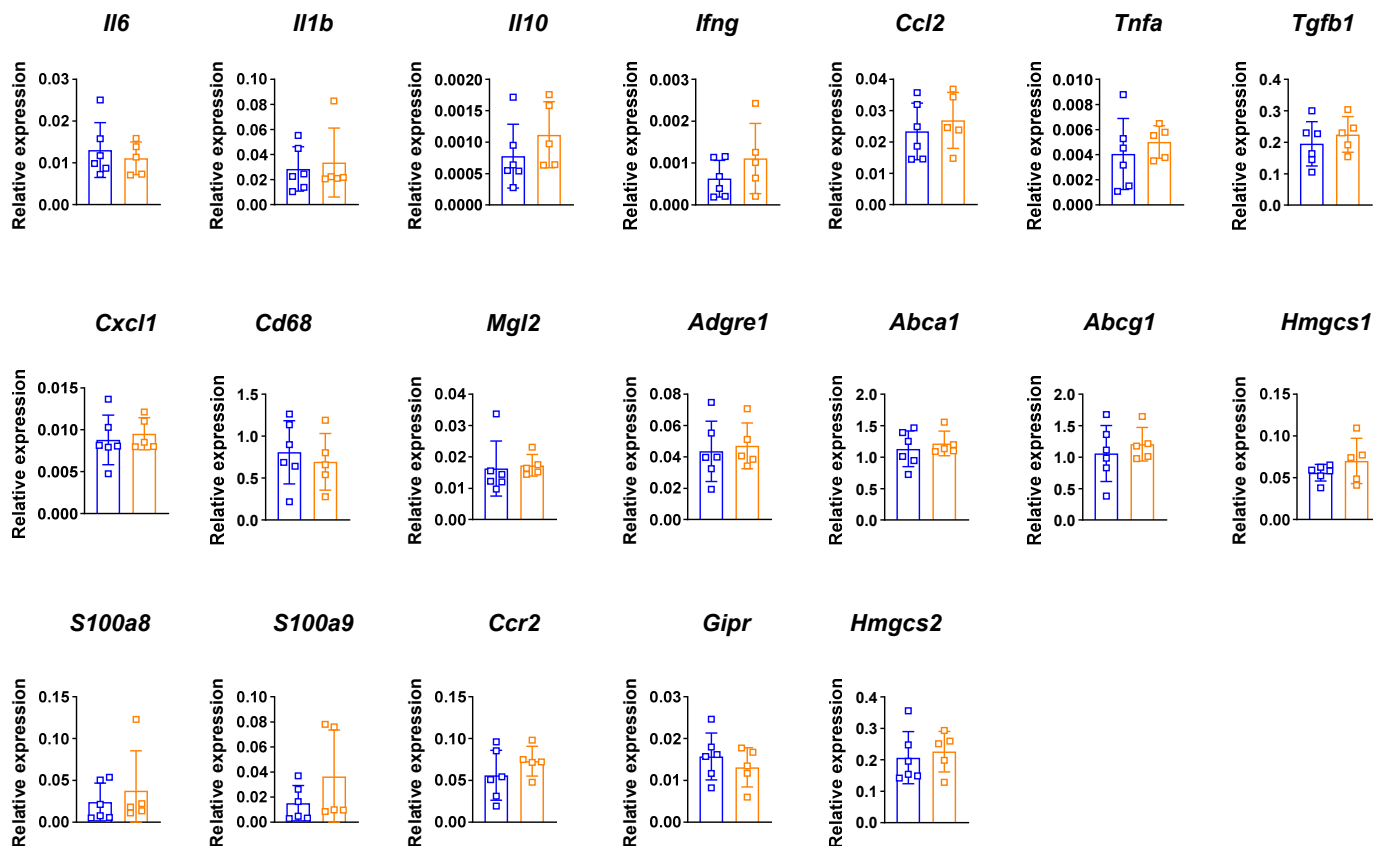 Il6 Il1b Il10 Ifng Ccl2 Tnfa Tgfb1
Relative expression Relative expression Relative expression Relative expression Relative expression Relative expression Relative expression
0.03 0.10 0.0020 0.003 0.04 0.010 0.4
0.08 0.008
0.02 0.0015 0.002 0.03 0.3
0.06 0.006
0.0010 0.02 0.2
0.01 0.04 0.001 0.004
0.0005 0.01 0.1
0.02 0.002
0.00 0.00 0.0000 0.000 0.00 0.000 0.0
Cxcl1 Cd68 Mgl2 Adgre1 Abca1 Abcg1 Hmgcs1
Relative expression Relative expression Relative expression Relative expression Relative expression Relative expression Relative expression
0.015 1.5 0.04 0.08 2.0 2.0 0.15
0.03 0.06 1.5 1.5
0.010 1.0 0.10
0.02 0.04 1.0 1.0
0.005 0.5 0.05
0.01 0.02 0.5 0.5
0.000 0.0 0.00 0.00 0.0 0.0 0.00
S100a8 S100a9 Ccr2 Gipr Hmgcs2
Relative expression Relative expression Relative expression Relative expression Relative expression
0.15 0.10 0.15 0.03 0.4
0.08
0.10 0.10 0.02 0.3
0.06
0.2
0.05 0.04 0.05 0.01
0.02 0.1
0.00 0.00 0.00 0.00 0.0